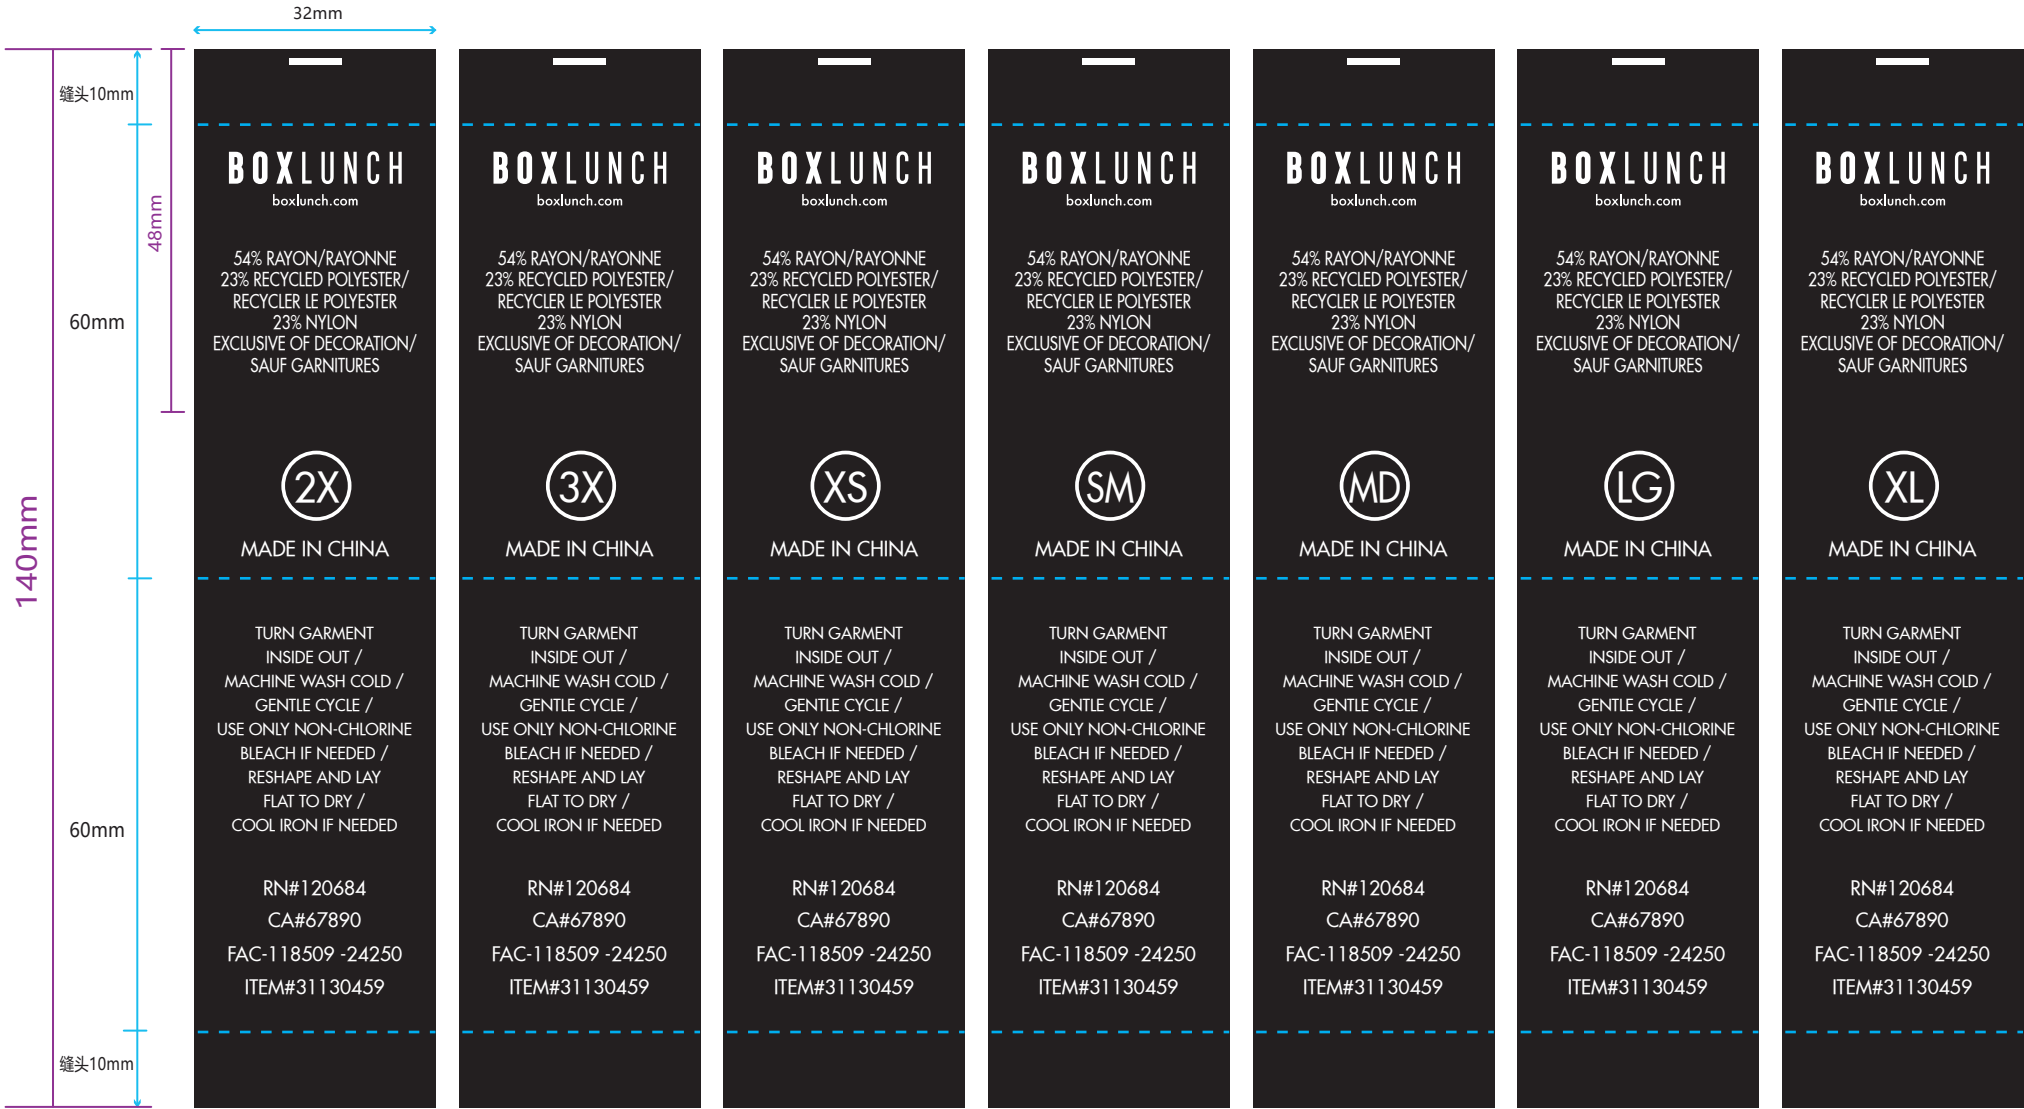 32mm
缝头10mm
48mm
60mm
140mm
60mm
缝头10mm
BOXLUNCH
boxlunch.com
54% RAYON/RAYONNE
23% RECYCLED POLYESTER/
RECYCLER LE POLYESTER
23% NYLON
EXCLUSIVE OF DECORATION/
SAUF GARNITURES
2X
MADE IN CHINA
TURN GARMENT
INSIDE OUT /
MACHINE WASH COLD /
GENTLE CYCLE /
USE ONLY NON-CHLORINE
BLEACH IF NEEDED /
RESHAPE AND LAY
FLAT TO DRY /
COOL IRON IF NEEDED
RN#120684
CA#67890
FAC-118509 -24250
ITEM#31130459
BOXLUNCH
boxlunch.com
54% RAYON/RAYONNE
23% RECYCLED POLYESTER/
RECYCLER LE POLYESTER
23% NYLON
EXCLUSIVE OF DECORATION/
SAUF GARNITURES
3X
MADE IN CHINA
TURN GARMENT
INSIDE OUT /
MACHINE WASH COLD /
GENTLE CYCLE /
USE ONLY NON-CHLORINE
BLEACH IF NEEDED /
RESHAPE AND LAY
FLAT TO DRY /
COOL IRON IF NEEDED
RN#120684
CA#67890
FAC-118509 -24250
ITEM#31130459
BOXLUNCH
boxlunch.com
54% RAYON/RAYONNE
23% RECYCLED POLYESTER/
RECYCLER LE POLYESTER
23% NYLON
EXCLUSIVE OF DECORATION/
SAUF GARNITURES
XS
MADE IN CHINA
TURN GARMENT
INSIDE OUT /
MACHINE WASH COLD /
GENTLE CYCLE /
USE ONLY NON-CHLORINE
BLEACH IF NEEDED /
RESHAPE AND LAY
FLAT TO DRY /
COOL IRON IF NEEDED
RN#120684
CA#67890
FAC-118509 -24250
ITEM#31130459
BOXLUNCH
boxlunch.com
54% RAYON/RAYONNE
23% RECYCLED POLYESTER/
RECYCLER LE POLYESTER
23% NYLON
EXCLUSIVE OF DECORATION/
SAUF GARNITURES
SM
MADE IN CHINA
TURN GARMENT
INSIDE OUT /
MACHINE WASH COLD /
GENTLE CYCLE /
USE ONLY NON-CHLORINE
BLEACH IF NEEDED /
RESHAPE AND LAY
FLAT TO DRY /
COOL IRON IF NEEDED
RN#120684
CA#67890
FAC-118509 -24250
ITEM#31130459
BOXLUNCH
boxlunch.com
54% RAYON/RAYONNE
23% RECYCLED POLYESTER/
RECYCLER LE POLYESTER
23% NYLON
EXCLUSIVE OF DECORATION/
SAUF GARNITURES
MD
MADE IN CHINA
TURN GARMENT
INSIDE OUT /
MACHINE WASH COLD /
GENTLE CYCLE /
USE ONLY NON-CHLORINE
BLEACH IF NEEDED /
RESHAPE AND LAY
FLAT TO DRY /
COOL IRON IF NEEDED
RN#120684
CA#67890
FAC-118509 -24250
ITEM#31130459
BOXLUNCH
boxlunch.com
54% RAYON/RAYONNE
23% RECYCLED POLYESTER/
RECYCLER LE POLYESTER
23% NYLON
EXCLUSIVE OF DECORATION/
SAUF GARNITURES
LG
MADE IN CHINA
TURN GARMENT
INSIDE OUT /
MACHINE WASH COLD /
GENTLE CYCLE /
USE ONLY NON-CHLORINE
BLEACH IF NEEDED /
RESHAPE AND LAY
FLAT TO DRY /
COOL IRON IF NEEDED
RN#120684
CA#67890
FAC-118509 -24250
ITEM#31130459
BOXLUNCH
boxlunch.com
54% RAYON/RAYONNE
23% RECYCLED POLYESTER/
RECYCLER LE POLYESTER
23% NYLON
EXCLUSIVE OF DECORATION/
SAUF GARNITURES
XL
MADE IN CHINA
TURN GARMENT
INSIDE OUT /
MACHINE WASH COLD /
GENTLE CYCLE /
USE ONLY NON-CHLORINE
BLEACH IF NEEDED /
RESHAPE AND LAY
FLAT TO DRY /
COOL IRON IF NEEDED
RN#120684
CA#67890
FAC-118509 -24250
ITEM#31130459